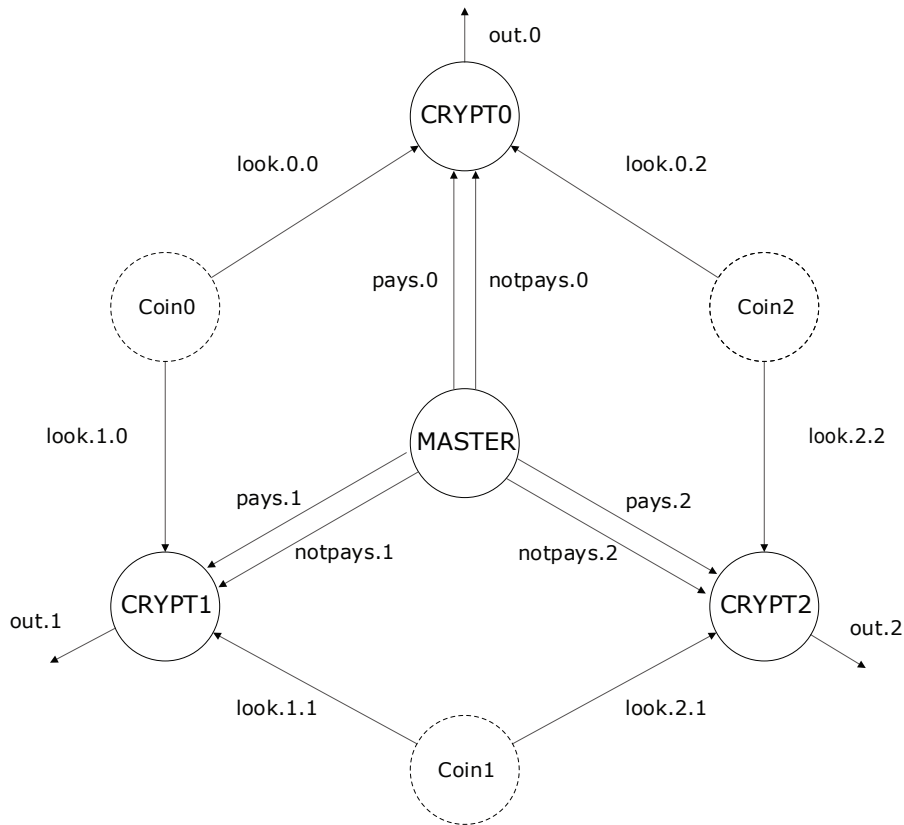 out.0
CRYPT0
look.0.0
look.0.2
pays.0
notpays.0
Coin0
Coin2
look.1.0
MASTER
look.2.2
pays.1
pays.2
notpays.1
notpays.2
CRYPT1
CRYPT2
out.1
out.2
look.1.1
look.2.1
Coin1